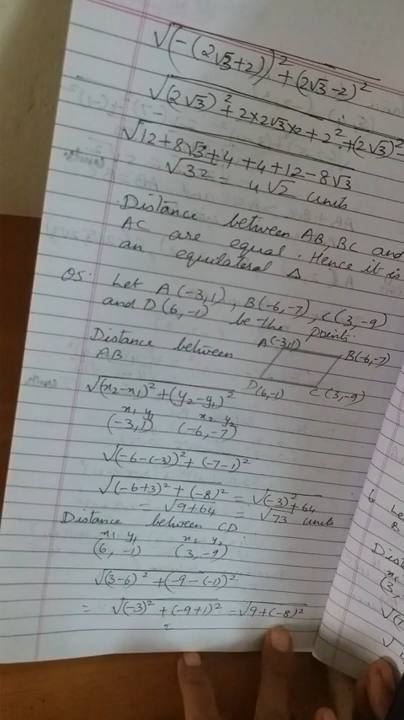 √(-(2√3+2))² + (2√3-2)²
√(2√3)² + 2×2√3×2+2² + (2√3)² -
√12+8√3+4 +4+12-8√3
√32 = 4√2 units
Distance between AB, BC and
AC are equal. Hence it is
an equilateral Δ
Q5. Let A(-3,1), B(-6,-7), C(3,-9)
and D(6,-1) be the points.
Distance between
AB
A(-3,1)
B(-6,-7)
D(6,-1)
C(3,-9)
√(x₂-x₁)² + (y₂-y₁)²
x₁ y₁ x₂ y₂
(-3,1) (-6,-7)
√(-6-(-3))² + (-7-1)²
√(-6+3)² + (-8)² = √(-3)² + 64
= √9+64 = √73 units
Distance between CD
x₁ y₁ x₂ y₂
(6, -1) (3,-9)
√(3-6)² + (-9-(-1))²
= √(-3)² + (-9+1)² = √9+(-8)²
=